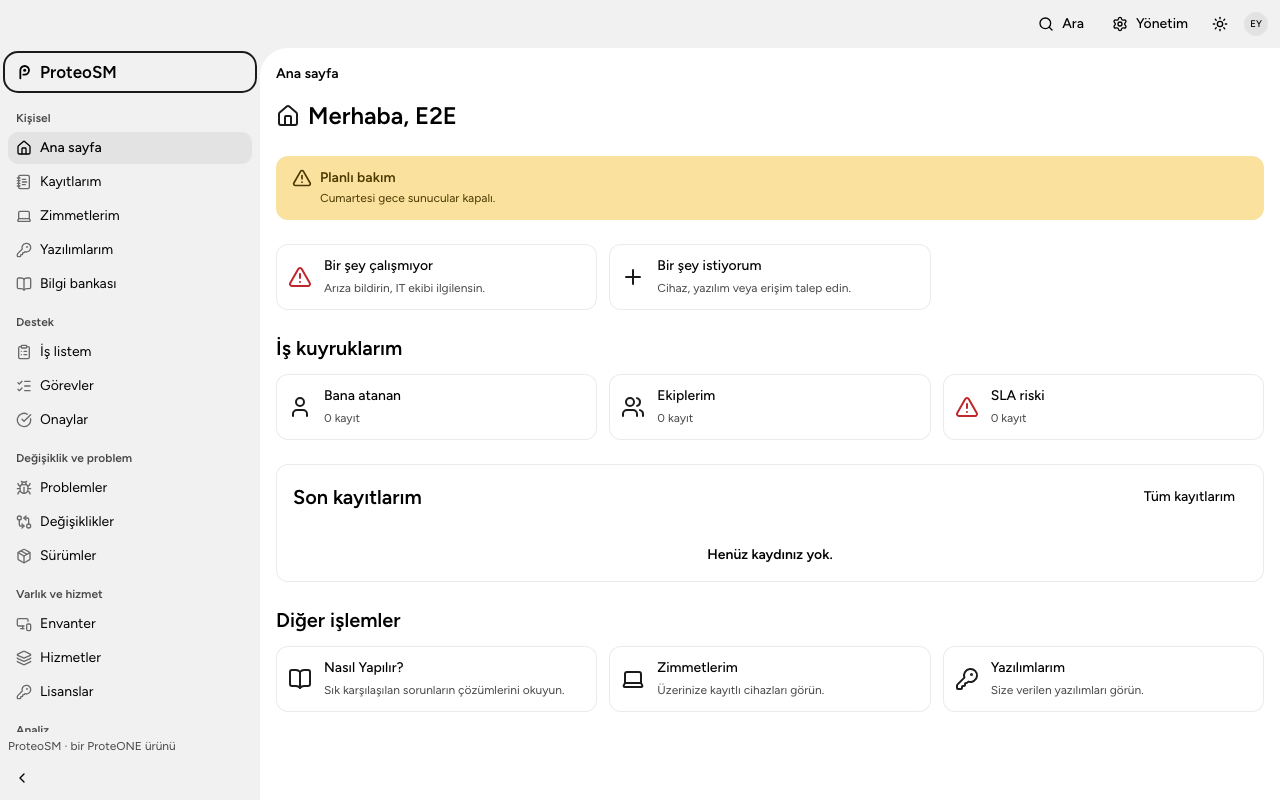 Ara
Yönetim
EY
ProteoSM
Kişisel
Ana sayfa
Kayıtlarım
Zimmetlerim
Yazılımlarım
Bilgi bankası
Destek
İş listem
Görevler
Onaylar
Değişiklik ve problem
Problemler
Değişiklikler
Sürümler
Varlık ve hizmet
Envanter
Hizmetler
Lisanslar
Analiz
ProteoSM · bir ProteONE ürünü
Ana sayfa
Merhaba, E2E
Planlı bakım
Cumartesi gece sunucular kapalı.
Bir şey çalışmıyor
Arıza bildirin, IT ekibi ilgilensin.
Bir şey istiyorum
Cihaz, yazılım veya erişim talep edin.
İş kuyruklarım
Bana atanan
0 kayıt
Ekiplerim
0 kayıt
SLA riski
0 kayıt
Son kayıtlarım
Tüm kayıtlarım
Henüz kaydınız yok.
Diğer işlemler
Nasıl Yapılır?
Sık karşılaşılan sorunların çözümlerini okuyun.
Zimmetlerim
Üzerinize kayıtlı cihazları görün.
Yazılımlarım
Size verilen yazılımları görün.